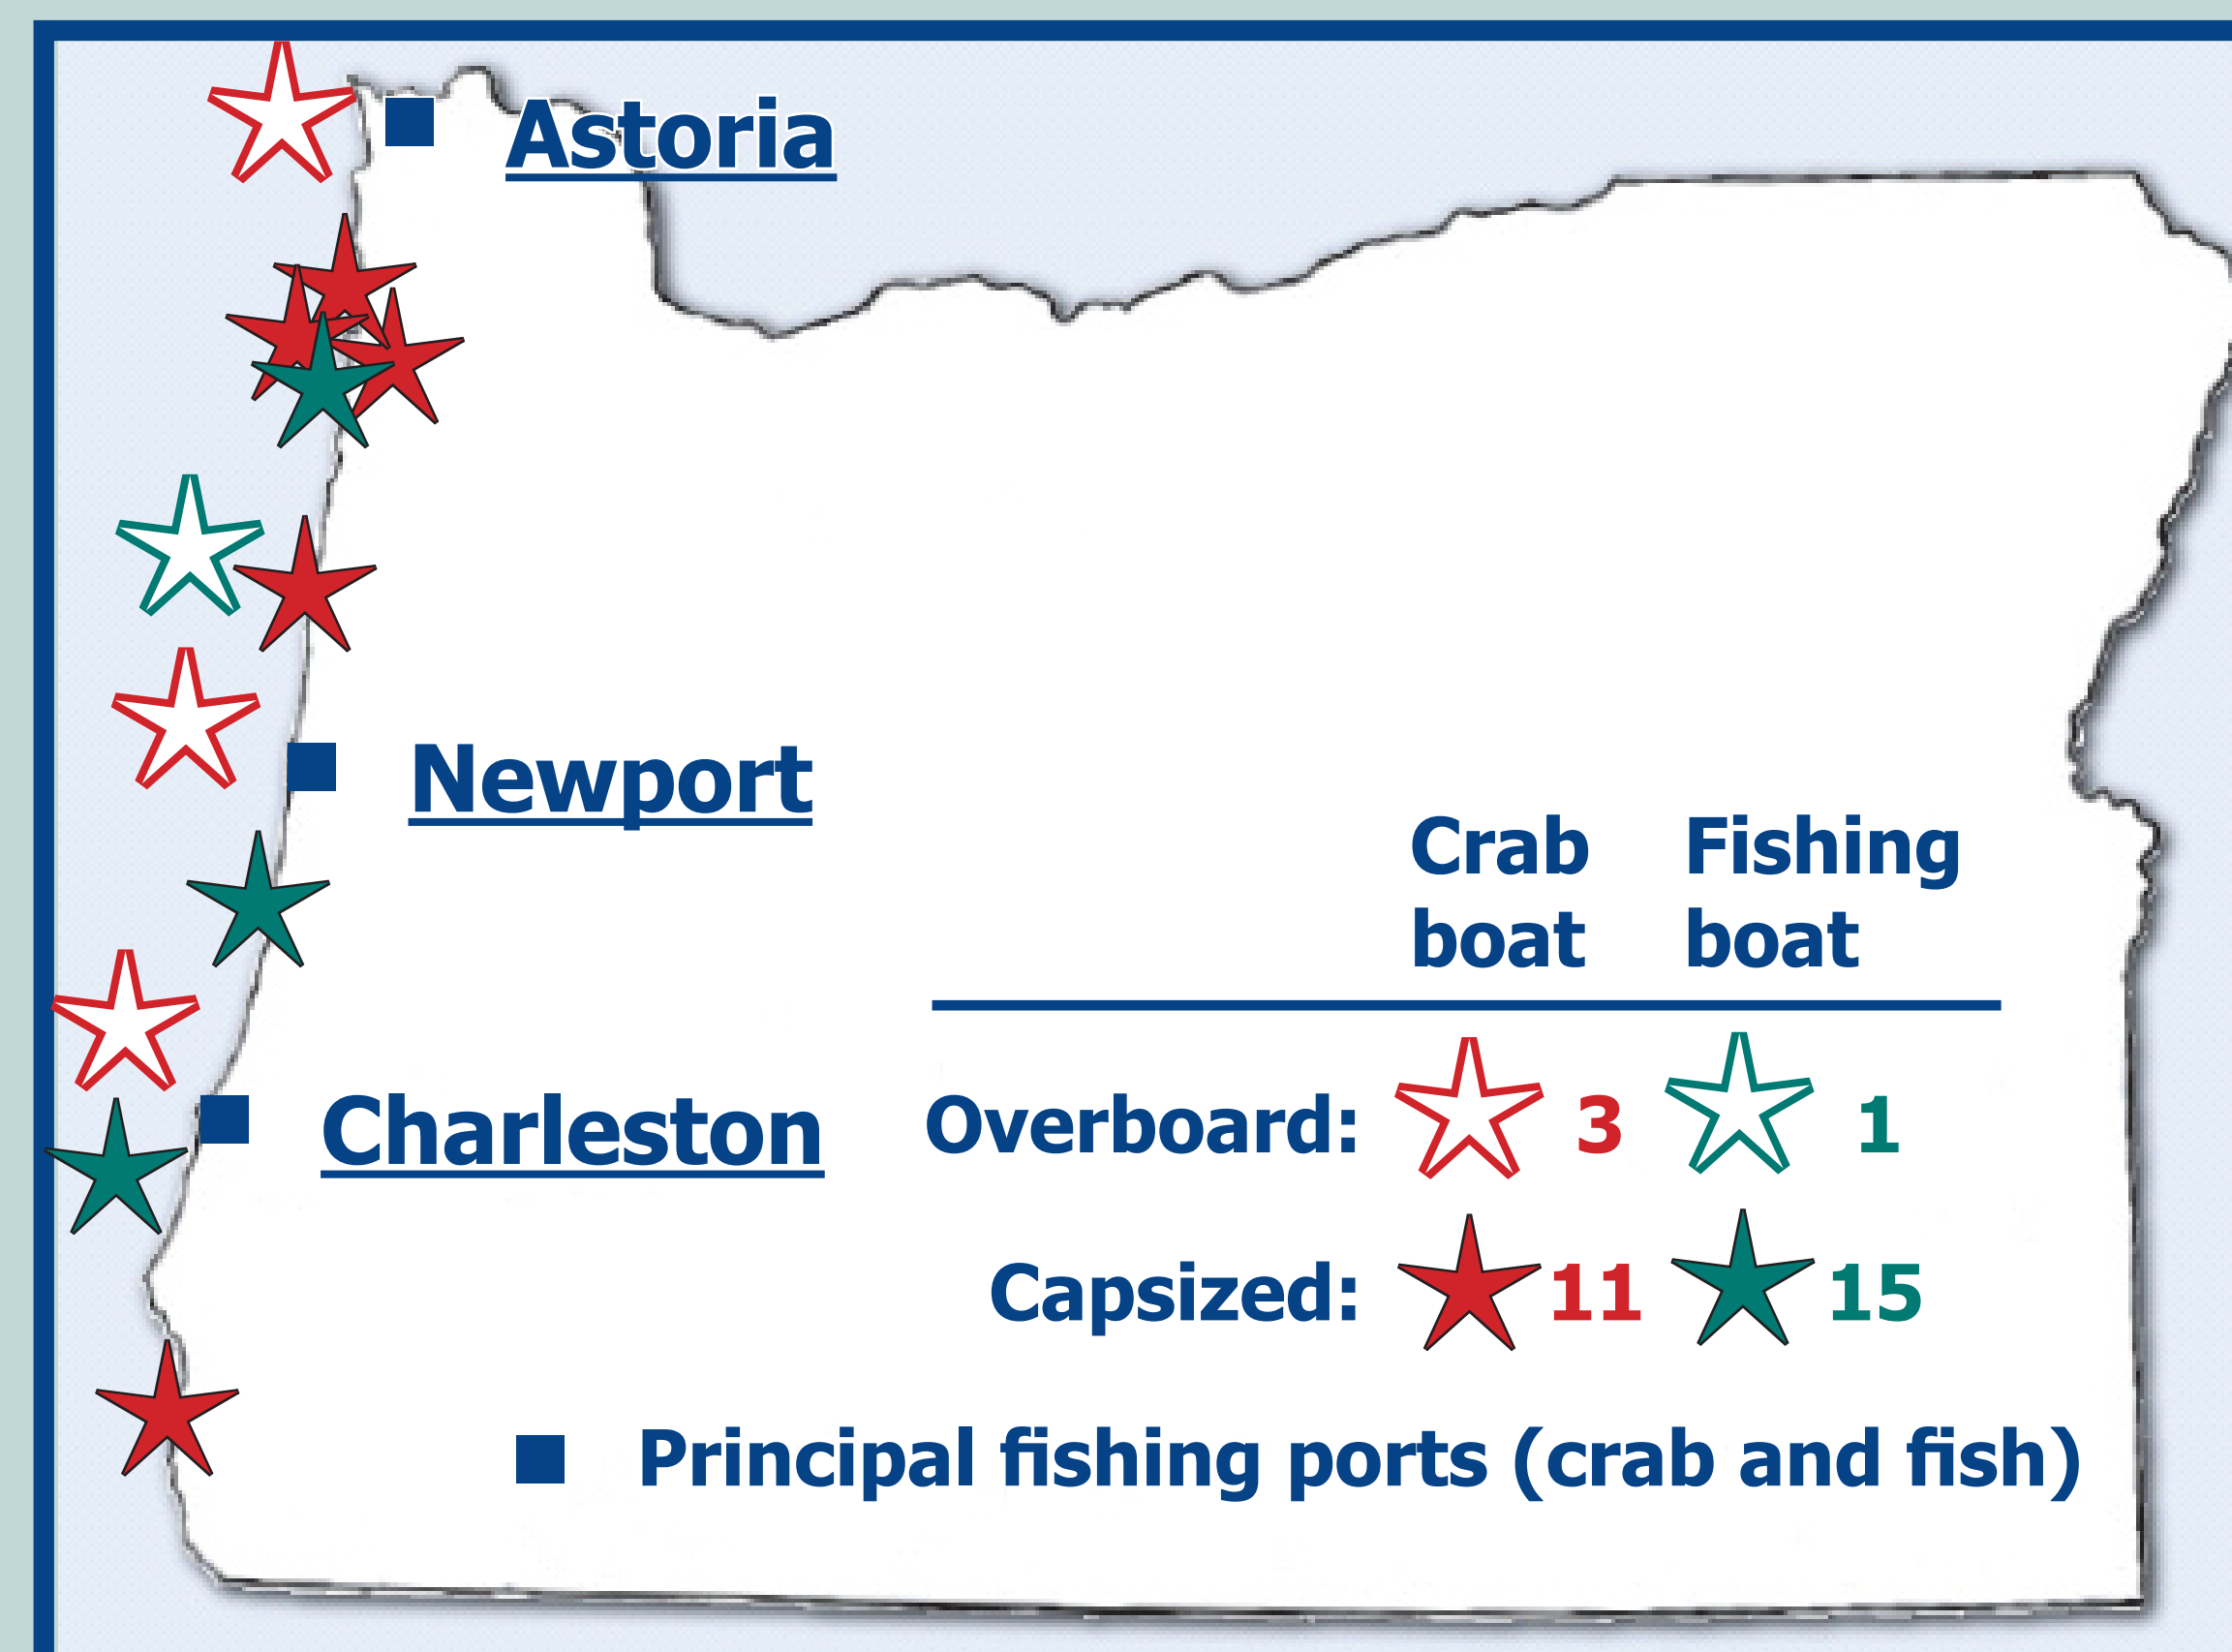 Astoria
Newport
Charleston
Crab Fishing
boat boat
Overboard: 3 1
Capsized: 11 15
Principal fishing ports (crab and fish)